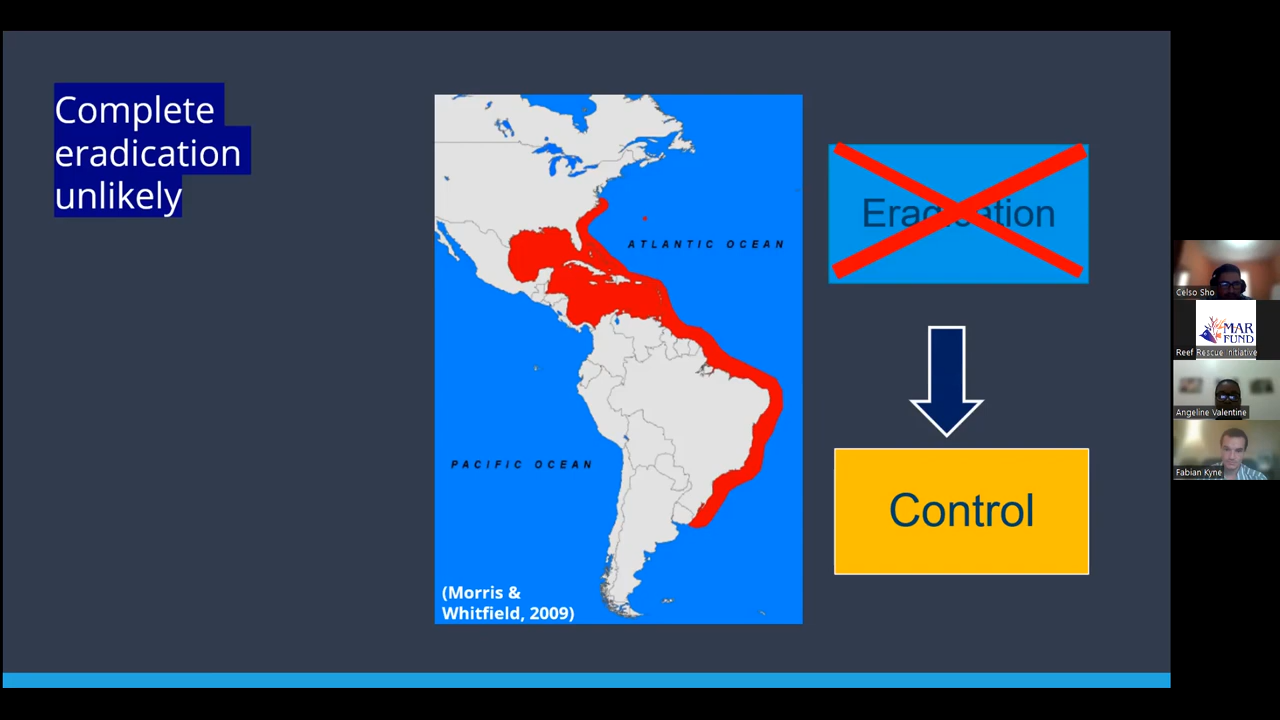 Complete
eradication
unlikely
ATLANTIC OCEAN
PACIFIC OCEAN
(Morris &
Whitfield, 2009)
Eradication
Control
Celso Sho
MAR
FUND
Reef Rescue Initiative
Angeline Valentine
Fabian Kyne